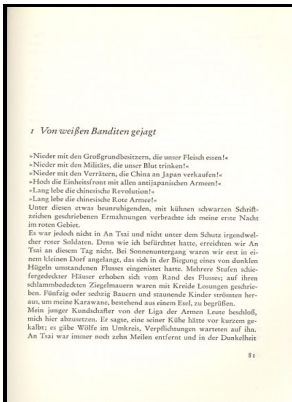 1 Von weißen Banditen gejagt
»Nieder mit den Großgrundbesitzern, die unser Fleisch essen!«
»Nieder mit den Militärs, die unser Blut trinken!«
»Nieder mit den Verrätern, die China an Japan verkaufen!«
»Hoch die Einheitsfront mit allen antijapanischen Armeen!«
»Lang lebe die chinesische Revolution!«
»Lang lebe die chinesische Rote Armee!«
Unter diesen etwas beunruhigenden, mit kühnen schwarzen Schrift-
zeichen geschriebenen Ermahnungen verbrachte ich meine erste Nacht
im roten Gebiet.
Es war jedoch nicht in An Tsai und nicht unter dem Schutz irgendwel-
cher roter Soldaten. Denn wie ich befürchtet hatte, erreichten wir An
Tsai an diesem Tag nicht. Bei Sonnenuntergang waren wir erst in ei-
nem kleinen Dorf angelangt, das sich in der Biegung eines von dunklen
Hügeln umstandenen Flusses eingenistet hatte. Mehrere Stufen schie-
fergedeckter Häuser erhoben sich vom Rand des Flusses; auf ihren
schlammbedeckten Ziegelmauern waren mit Kreide Losungen geschrie-
ben. Fünfzig oder sechzig Bauern und staunende Kinder strömten her-
aus, um meine Karawane, bestehend aus einem Esel, zu begrüßen.
Mein junger Kundschafter von der Liga der Armen Leute beschloß,
mich hier abzusetzen. Er sagte, eine seiner Kühe hätte vor kurzem ge-
kalbt; es gäbe Wölfe im Umkreis, Verpflichtungen warteten auf ihn.
An Tsai war immer noch zehn Meilen entfernt und in der Dunkelheit
81